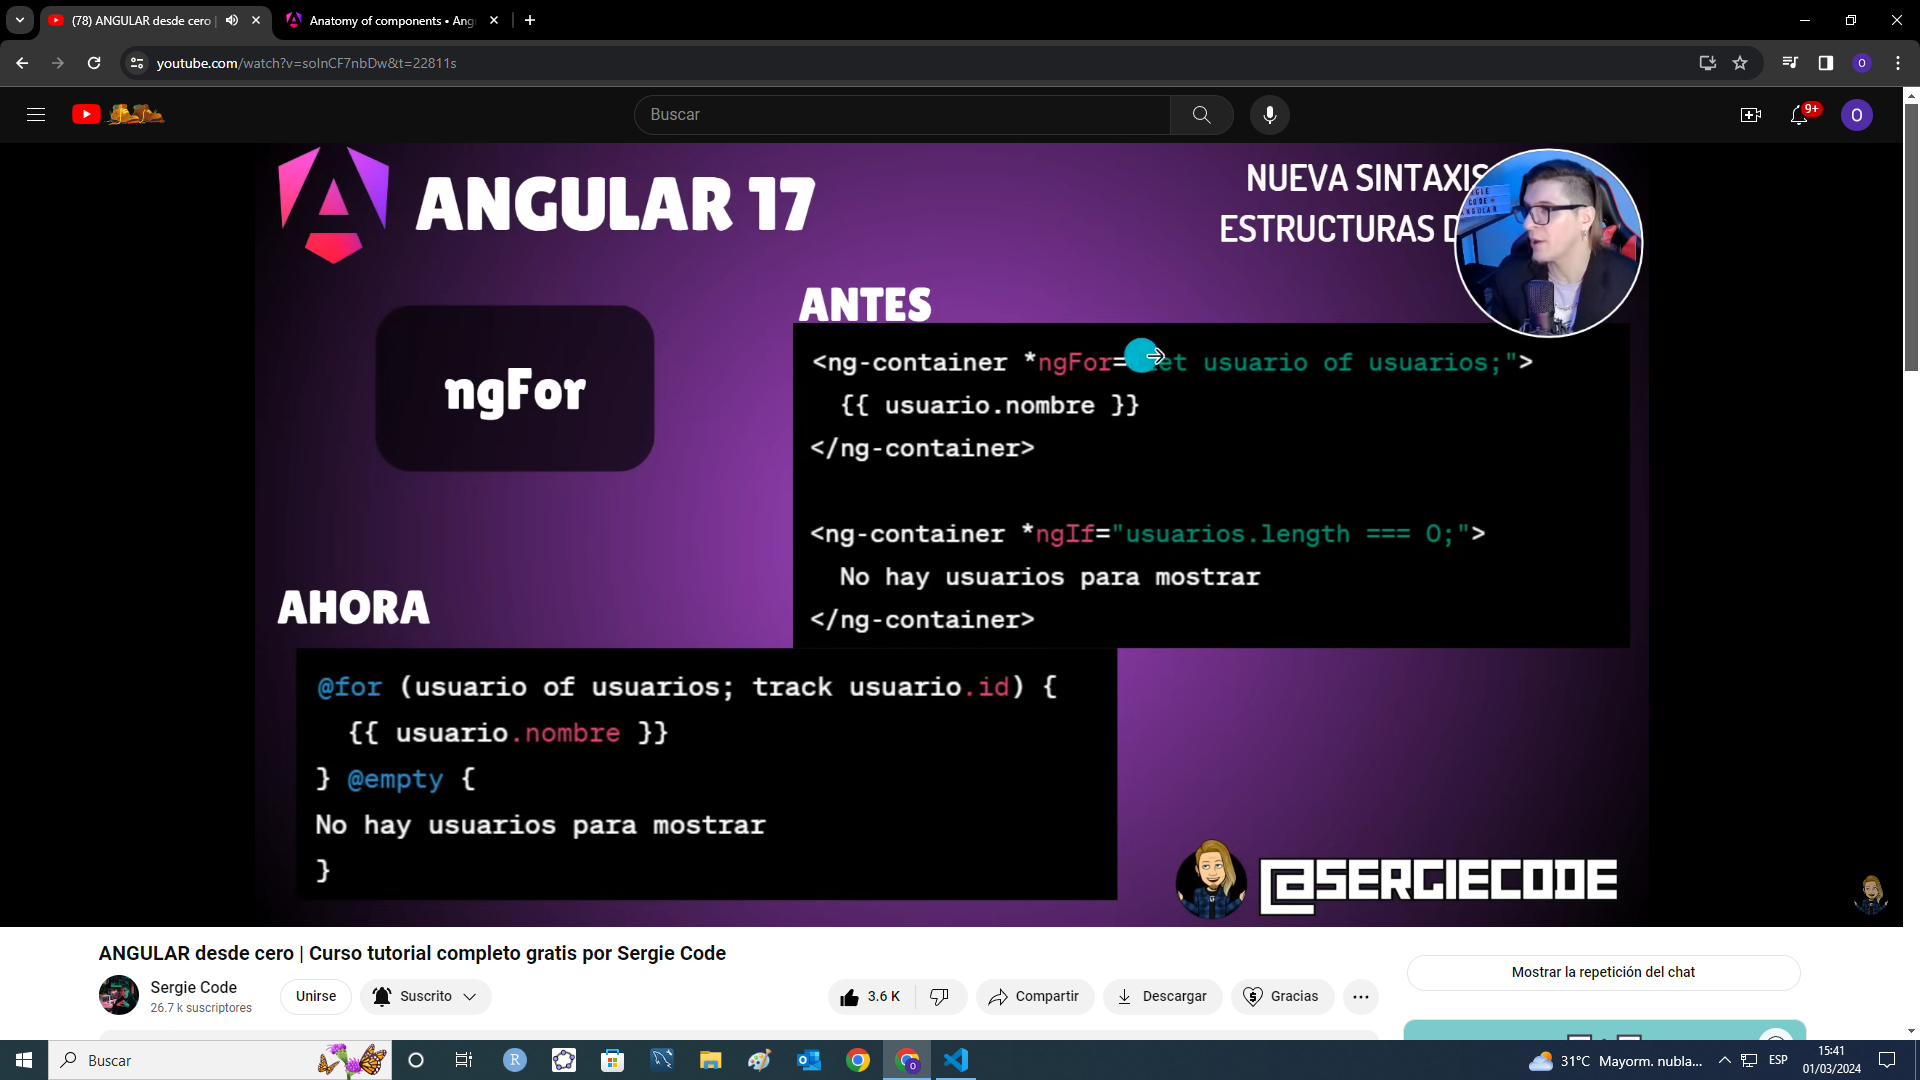 (78) ANGULAR desde cero |
Anatomy of components • Ang
youtube.com/watch?v=soInCF7nbDw&t=22811s
O
Buscar
9+
O
ANGULAR 17
NUEVA SINTAXIS
ESTRUCTURAS D
SERGIE
CODE
ANGULAR
ngFor
ANTES
<ng-container *ngFor="let usuario of usuarios;">
{{ usuario.nombre }}
</ng-container>
<ng-container *ngIf="usuarios.length === 0;">
No hay usuarios para mostrar
</ng-container>
AHORA
@for (usuario of usuarios; track usuario.id) {
{{ usuario.nombre }}
} @empty {
No hay usuarios para mostrar
}
@SERGIECODE
ANGULAR desde cero | Curso tutorial completo gratis por Sergie Code
Sergie Code
26.7 k suscriptores
Unirse
Suscrito
3.6 K
Compartir
Descargar
Gracias
Mostrar la repetición del chat
Buscar
31°C Mayorm. nubla...
ESP
15:41
01/03/2024